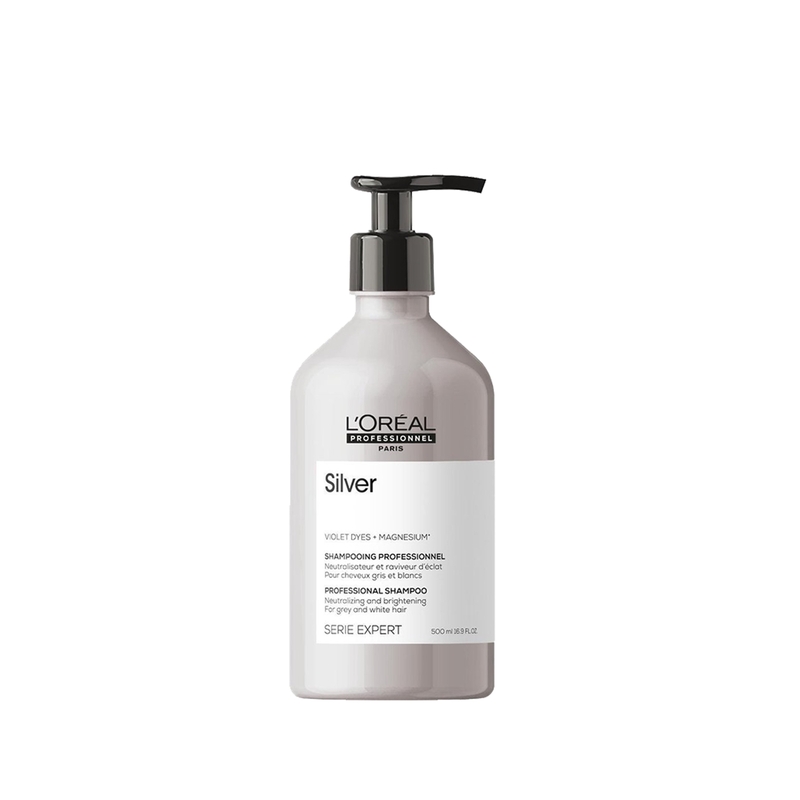 L'ORÉAL
PROFESSIONNEL
PARIS
Silver
VIOLET DYES + MAGNESIUM*
SHAMPOOING PROFESSIONNEL
Neutralisateur et raviveur d'éclat
Pour cheveux gris et blancs
PROFESSIONAL SHAMPOO
Neutralizing and brightening
For grey and white hair
SERIE EXPERT 500 ml 16.9 FL.OZ